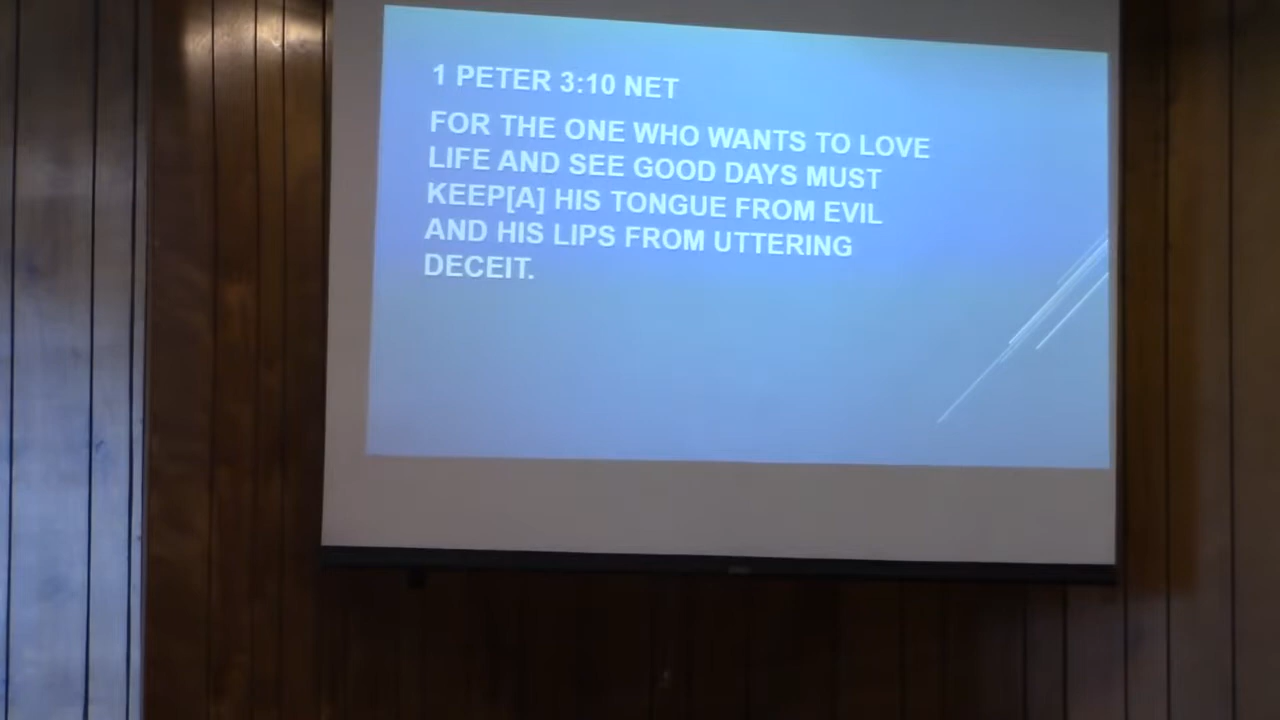 1 PETER 3:10 NET
FOR THE ONE WHO WANTS TO LOVE
LIFE AND SEE GOOD DAYS MUST
KEEP[A] HIS TONGUE FROM EVIL
AND HIS LIPS FROM UTTERING
DECEIT.